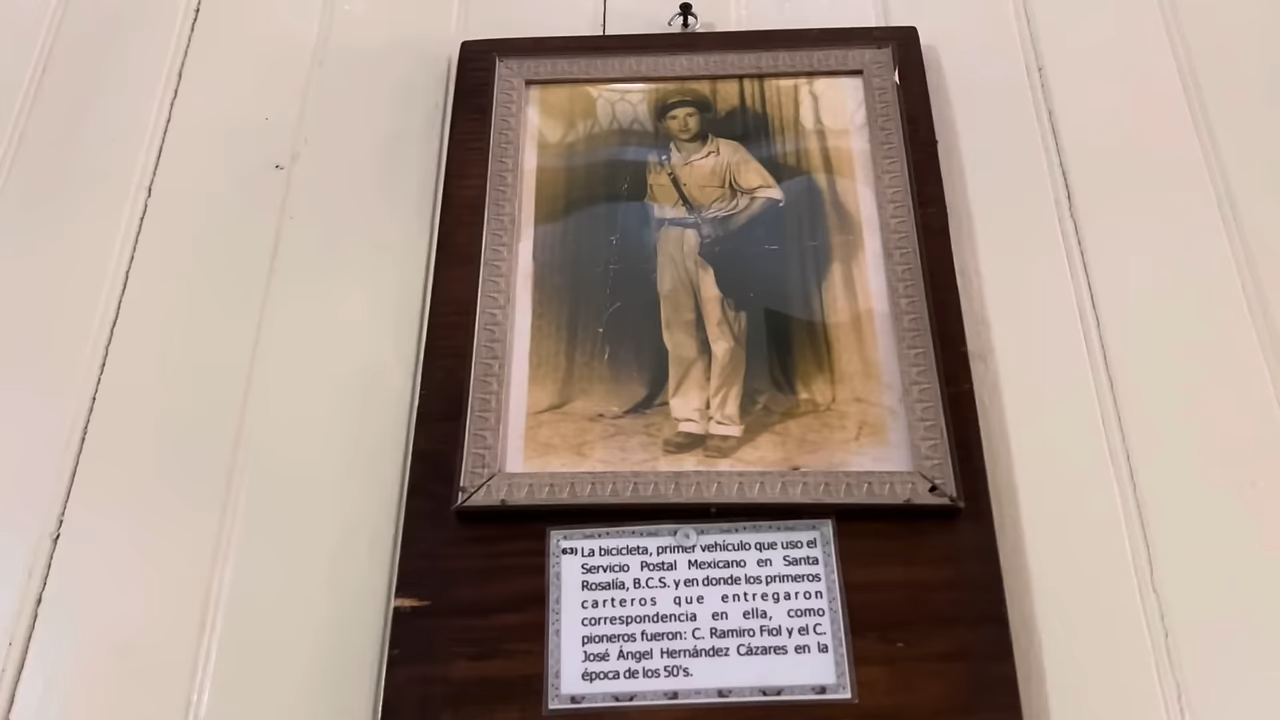 63) La bicicleta, primer vehículo que uso el
Servicio Postal Mexicano en Santa
Rosalía, B.C.S. y en donde los primeros
carteros que entregaron
correspondencia en ella, como
pioneros fueron: C. Ramiro Fiol y el C.
José Ángel Hernández Cázares en la
época de los 50's.